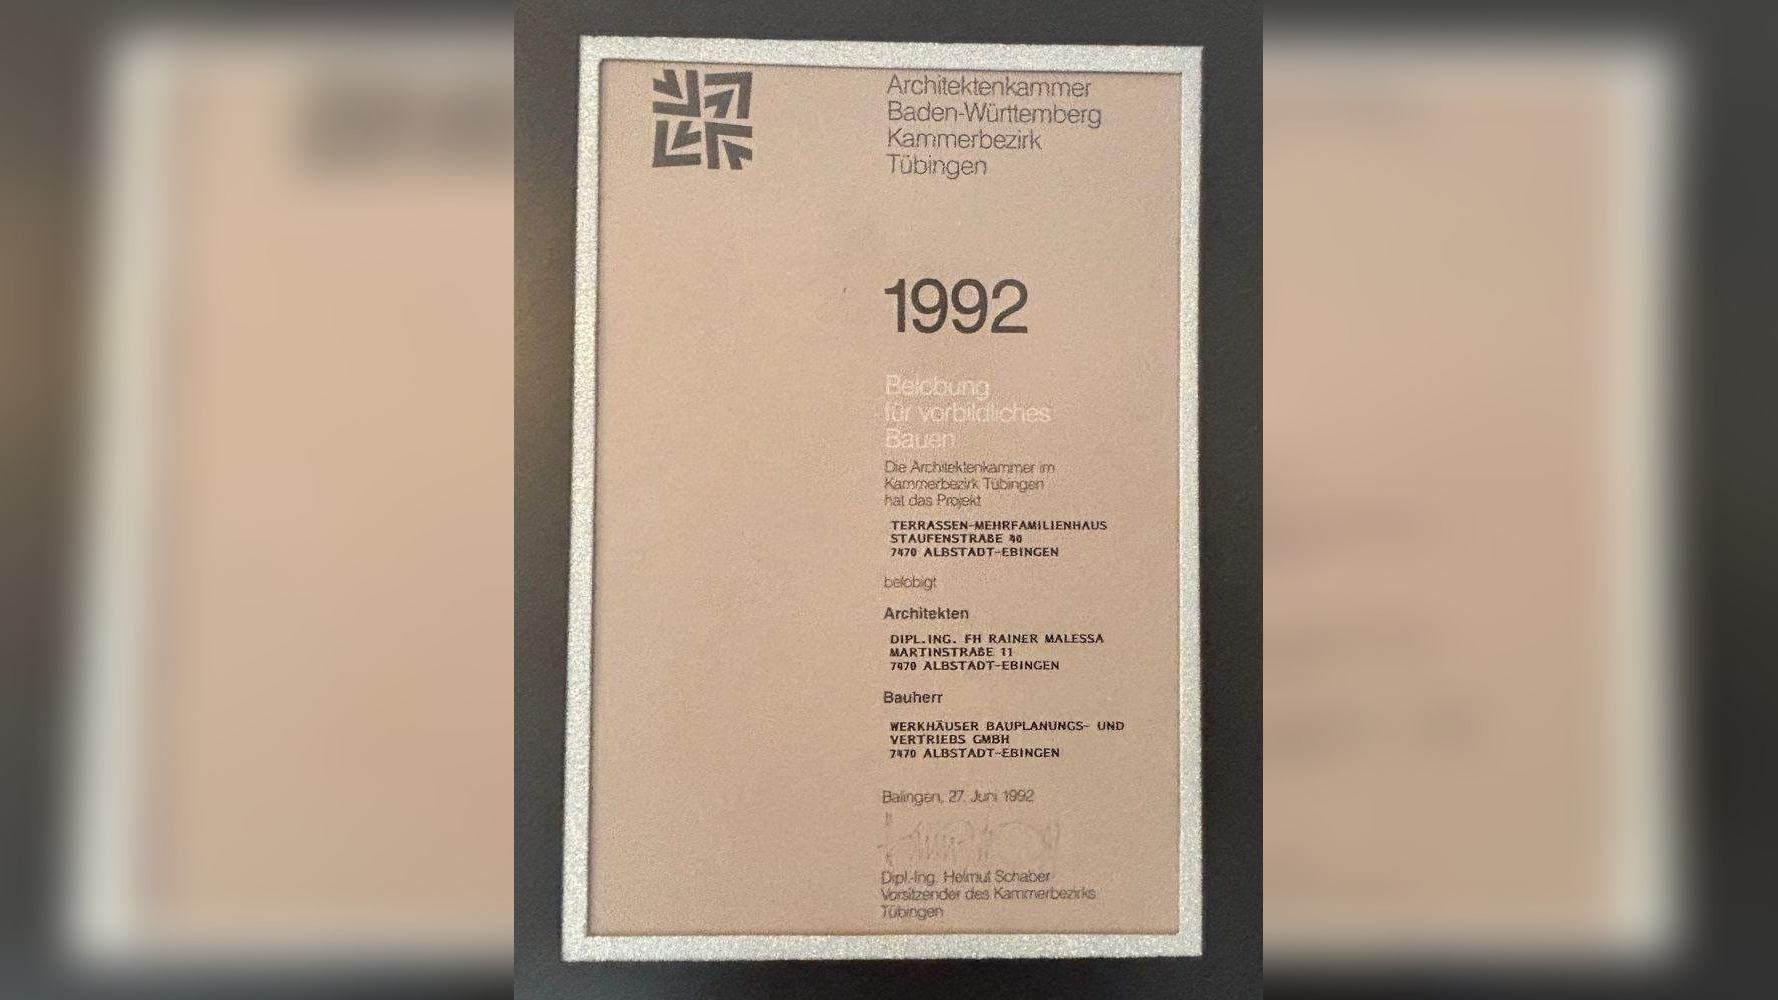 Architektenkammer
Baden-Württemberg
Kammerbezirk
Tübingen
1992
Belobung
für vorbildliches
Bauen
Die Architektenkammer im
Kammerbezirk Tübingen
hat das Projekt
TERRASSEN-MEHRFAMILIENHAUS
STAUFENSTRAßE 40
7470 ALBSTADT-EBINGEN
belobigt
Architekten
DIPL.ING. FH RAINER MALESSA
MARTINSTRAßE 11
7470 ALBSTADT-EBINGEN
Bauherr
WERKHÄUSER BAUPLANUNGS- UND
VERTRIEBS GMBH
7470 ALBSTADT-EBINGEN
Balingen, 27. Juni 1992
Dipl.-Ing. Helmut Schaber
Vorsitzender des Kammerbezirks
Tübingen